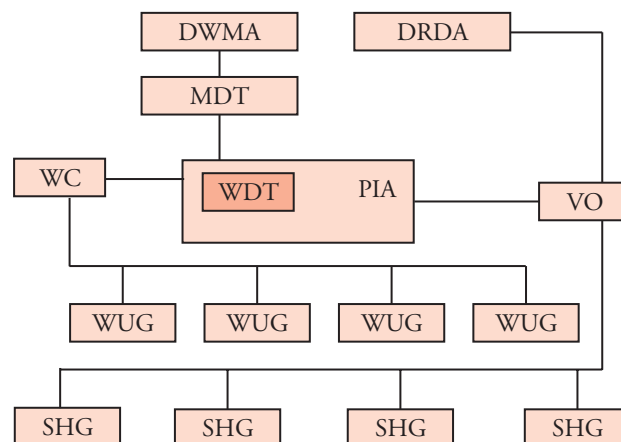 DWMA DRDA
MDT
WC WDT PIA VO
WUG WUG WUG WUG
SHG SHG SHG SHG